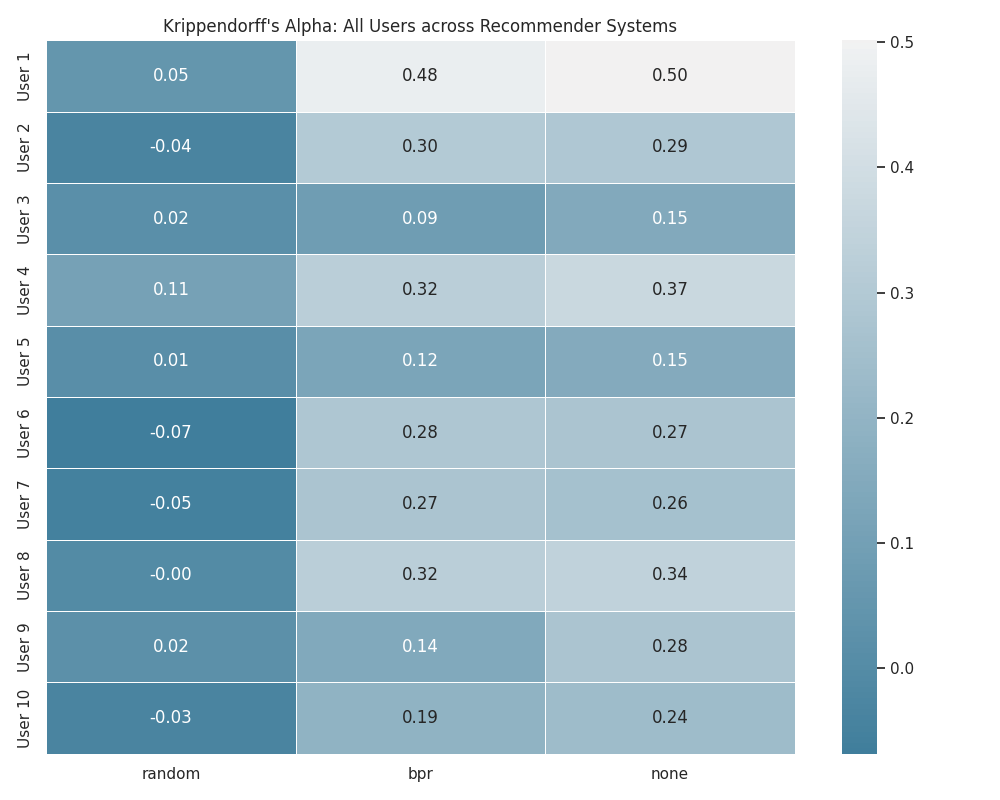 Krippendorff's Alpha: All Users across Recommender Systems
User 1 0.05 0.48 0.50
User 2 -0.04 0.30 0.29
User 3 0.02 0.09 0.15
User 4 0.11 0.32 0.37
User 5 0.01 0.12 0.15
User 6 -0.07 0.28 0.27
User 7 -0.05 0.27 0.26
User 8 -0.00 0.32 0.34
User 9 0.02 0.14 0.28
User 10 -0.03 0.19 0.24
random bpr none
0.5
0.4
0.3
0.2
0.1
0.0